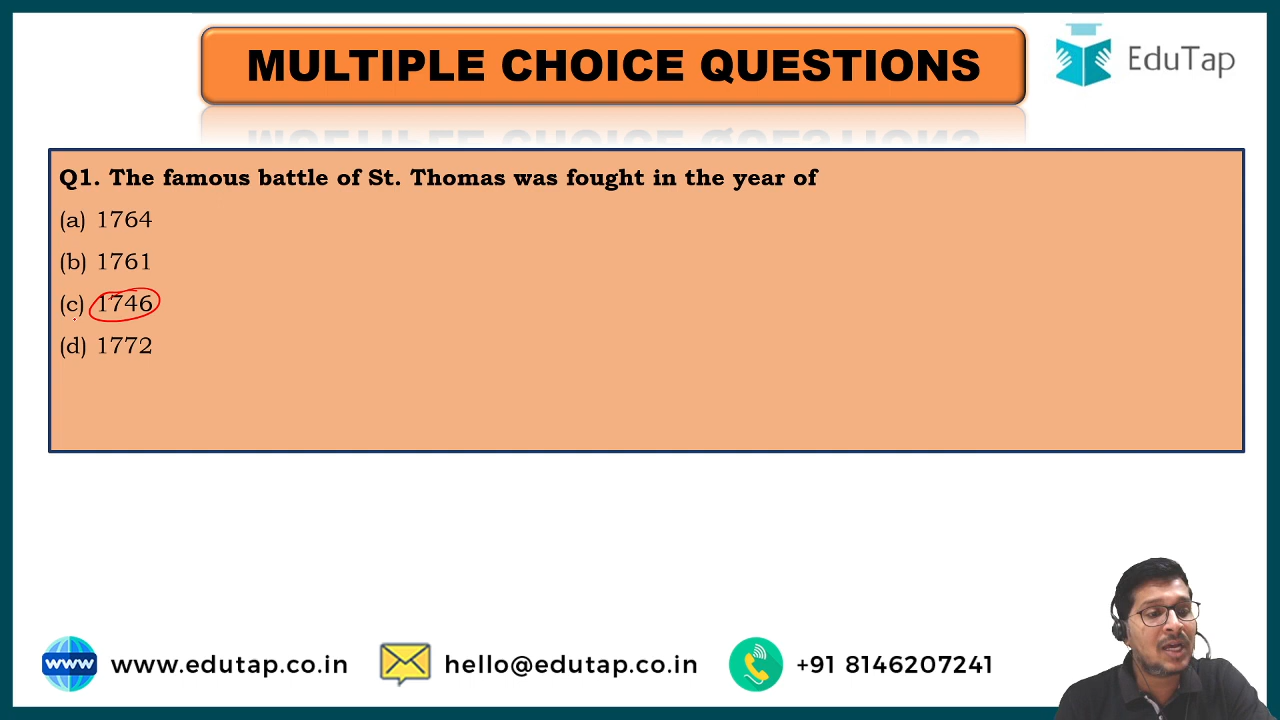 MULTIPLE CHOICE QUESTIONS
EduTap
Q1. The famous battle of St. Thomas was fought in the year of
(a) 1764
(b) 1761
(c) 1746
(d) 1772
www www.edutap.co.in hello@edutap.co.in +91 8146207241